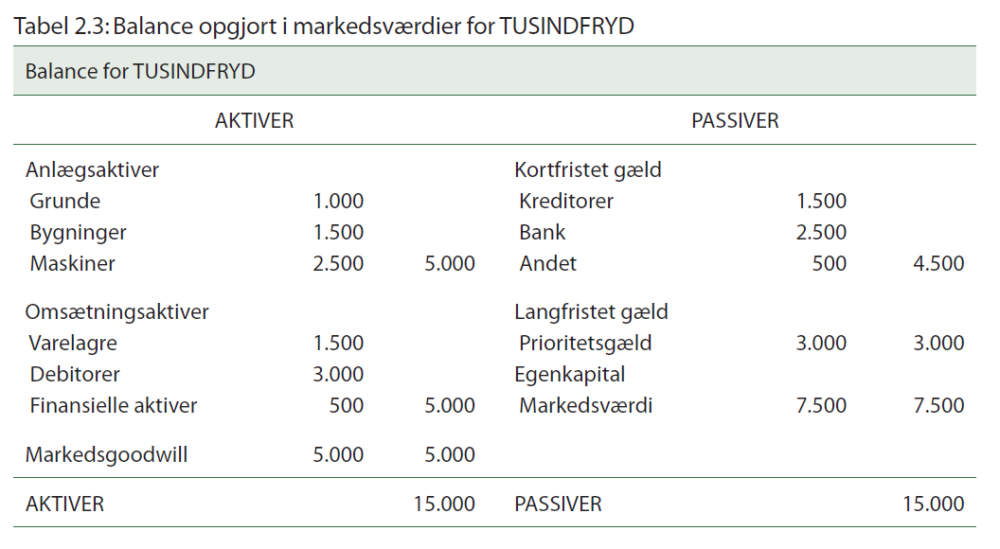 Tabel 2.3: Balance opgjort i markedsværdier for TUSINDFRYD
Balance for TUSINDFRYD
AKTIVER PASSIVER
Anlægsaktiver Kortfristet gæld
Grunde 1.000 Kreditorer 1.500
Bygninger 1.500 Bank 2.500
Maskiner 2.500 5.000 Andet 500 4.500
Omsætningsaktiver Langfristet gæld
Varelagre 1.500 Prioritetsgæld 3.000 3.000
Debitorer 3.000 Egenkapital
Finansielle aktiver 500 5.000 Markedsværdi 7.500 7.500
Markedsgoodwill 5.000 5.000
AKTIVER 15.000 PASSIVER 15.000